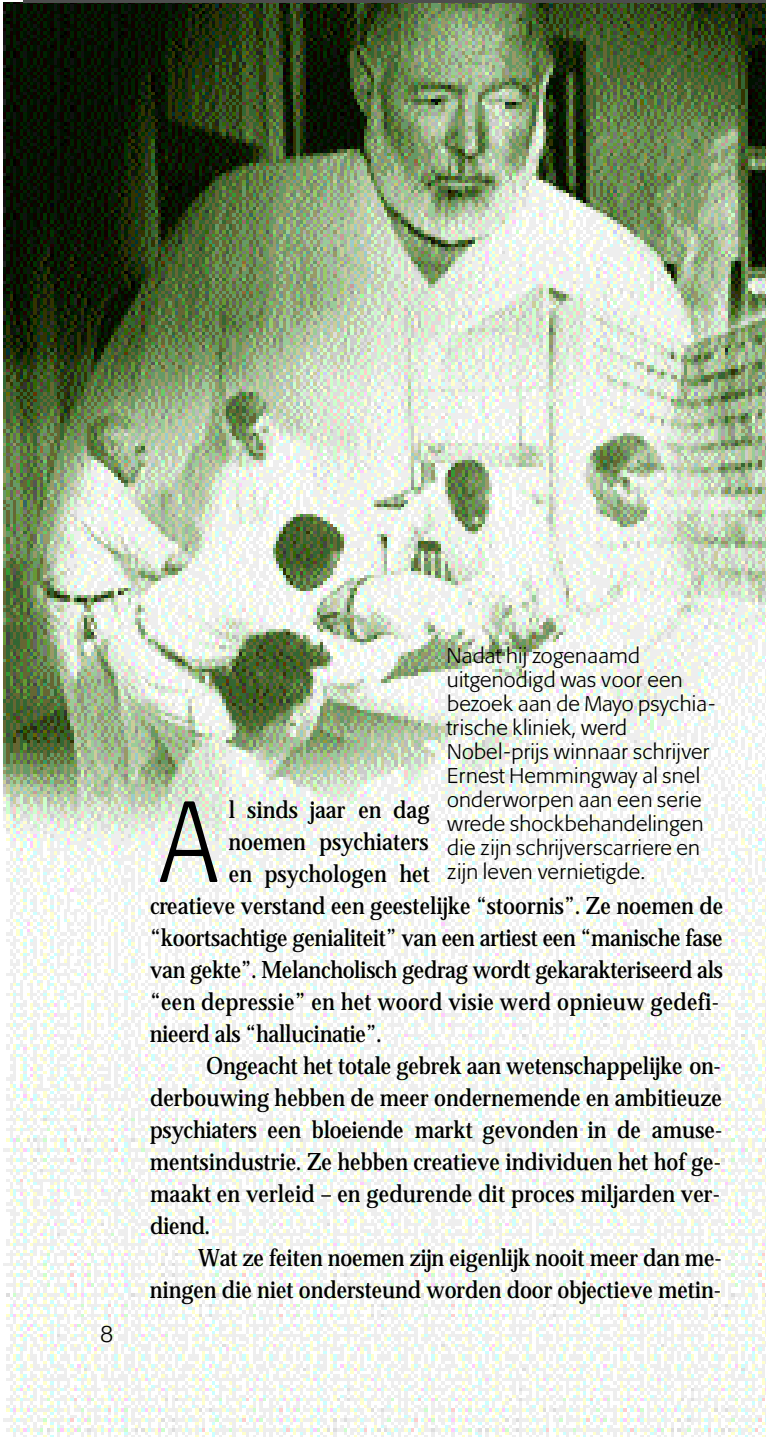 Nadat hij zogenaamd
uitgenodigd was voor een
bezoek aan de Mayo psychia-
trische kliniek, werd
Nobel-prijs winnaar schrijver
Ernest Hemmingway al snel
onderworpen aan een serie
wrede shockbehandelingen
die zijn schrijverscarriere en
zijn leven vernietigde.
Al sinds jaar en dag
noemen psychiaters
en psychologen het
creatieve verstand een geestelijke “stoornis”. Ze noemen de
“koortsachtige genialiteit” van een artiest een “manische fase
van gekte”. Melancholisch gedrag wordt gekarakteriseerd als
“een depressie” en het woord visie werd opnieuw gedefi-
nieerd als “hallucinatie”.
Ongeacht het totale gebrek aan wetenschappelijke on-
derbouwing hebben de meer ondernemende en ambitieuze
psychiaters een bloeiende markt gevonden in de amuse-
mentsindustrie. Ze hebben creatieve individuen het hof ge-
maakt en verleid – en gedurende dit proces miljarden ver-
diend.
Wat ze feiten noemen zijn eigenlijk nooit meer dan me-
ningen die niet ondersteund worden door objectieve metin-
8